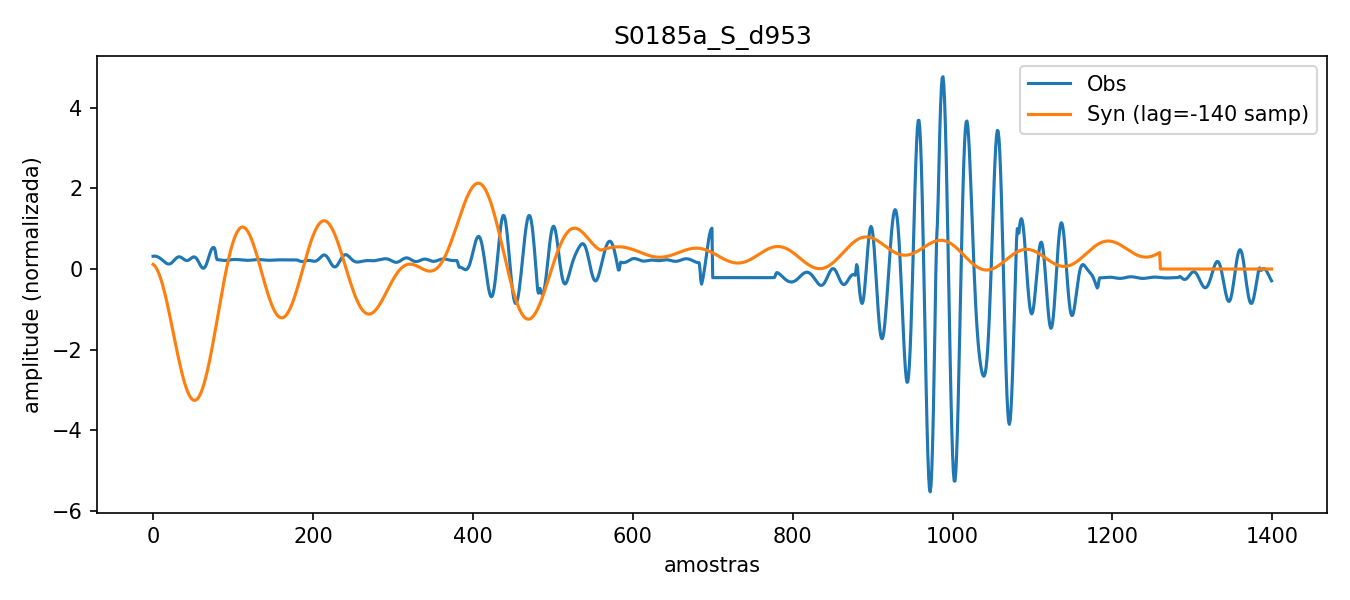 S0185a_S_d953
Obs
Syn (lag=-140 samp)
amplitude (normalizada)
4
2
0
−2
−4
−6
0 200 400 600 800 1000 1200 1400
amostras